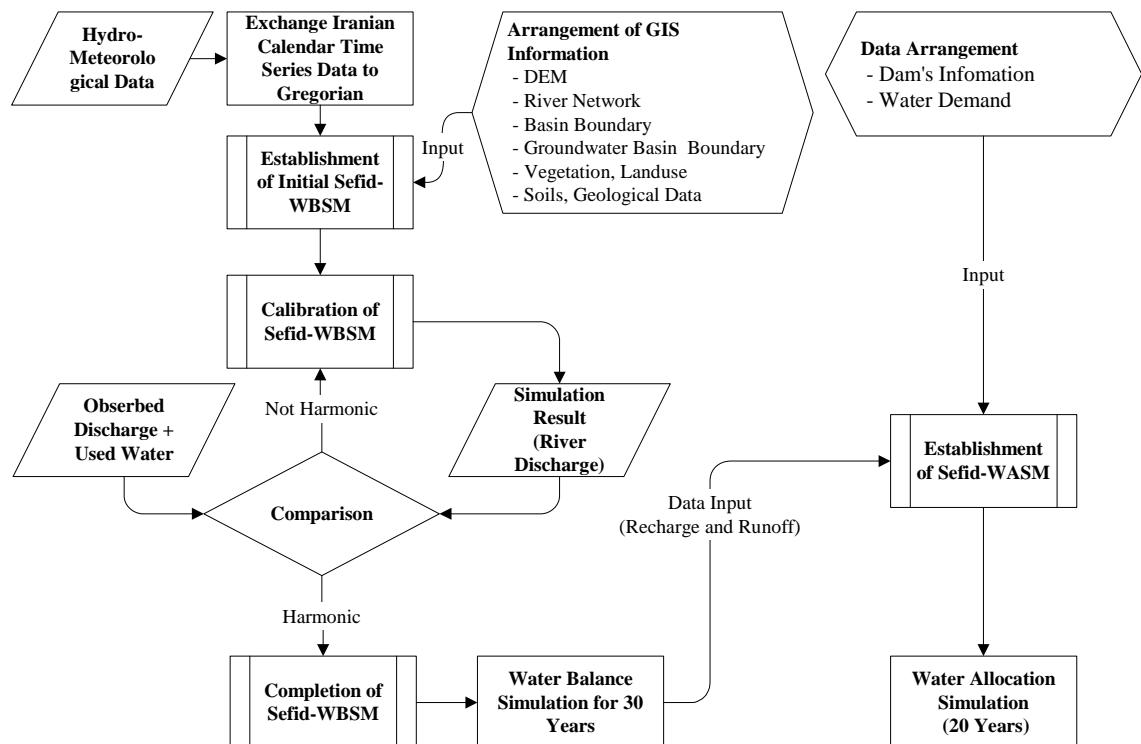 Hydro-
Meteorolo
gical Data
Exchange Iranian
Calendar Time
Series Data to
Gregorian
Arrangement of GIS
Information
- DEM
- River Network
- Basin Boundary
- Groundwater Basin Boundary
- Vegetation, Landuse
- Soils, Geological Data
Data Arrangement
- Dam's Infomation
- Water Demand
Input
Establishment
of Initial Sefid-
WBSM
Input
Calibration of
Sefid-WBSM
Obserbed
Discharge +
Used Water
Not Harmonic
Simulation
Result
(River
Discharge)
Establishment
of Sefid-WASM
Comparison
Data Input
(Recharge and Runoff)
Harmonic
Completion of
Sefid-WBSM
Water Balance
Simulation for 30
Years
Water Allocation
Simulation
(20 Years)